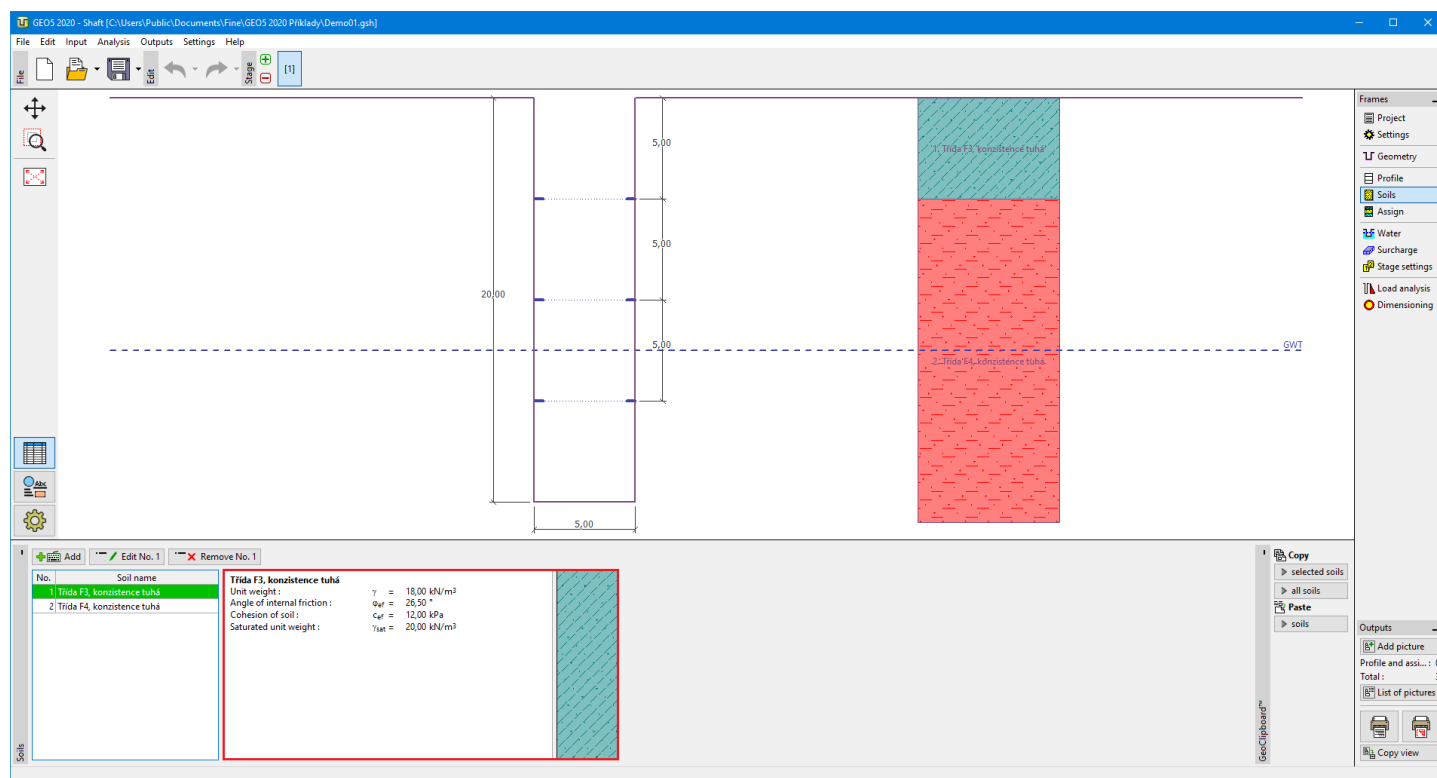 GEO5 2020 - Shaft [C:\Users\Public\Documents\Fine\GEO5 2020 Příklady\Demo01.gsh]
File Edit Input Analysis Outputs Settings Help
File
Edit
Stage
[1]
Frames
Project
Settings
Geometry
Profile
Soils
Assign
Water
Surcharge
Stage settings
Load analysis
Dimensioning
5,00
1. Třída F3, konzistence tuhá
5,00
20,00
5,00
GWT
2. Třída F4, konzistence tuhá
5,00
Abc
Add
Edit No. 1
Remove No. 1
No. Soil name
1 Třída F3, konzistence tuhá
2 Třída F4, konzistence tuhá
Třída F3, konzistence tuhá
Unit weight : γ = 18,00 kN/m³
Angle of internal friction : φef = 26,50 °
Cohesion of soil : cef = 12,00 kPa
Saturated unit weight : γsat = 20,00 kN/m³
Soils
GeoClipboard™
Copy
selected soils
all soils
Paste
soils
Outputs
Add picture
Profile and assi... :
Total :
List of pictures
Copy view